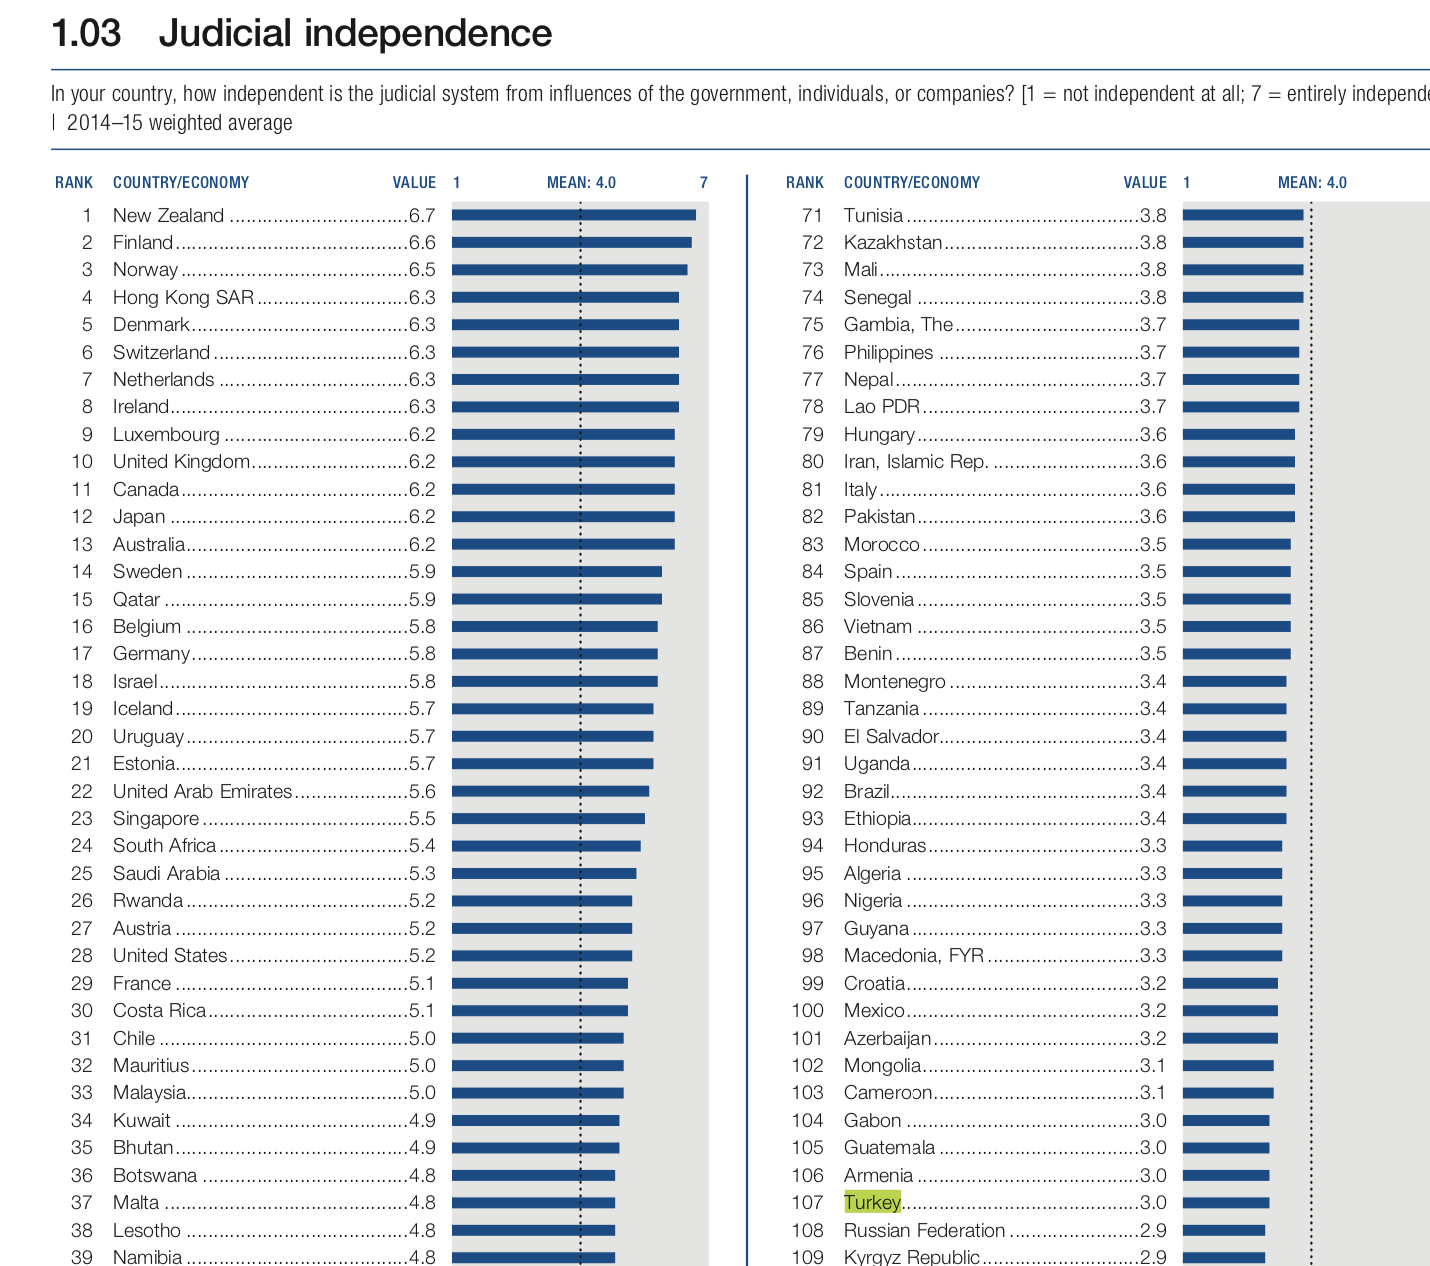 1.03 Judicial independence
In your country, how independent is the judicial system from influences of the government, individuals, or companies? [1 = not independent at all; 7 = entirely
| 2014–15 weighted average
RANK COUNTRY/ECONOMY VALUE 1 MEAN: 4.0 7
1 New Zealand 6.7
2 Finland 6.6
3 Norway 6.5
4 Hong Kong SAR 6.3
5 Denmark 6.3
6 Switzerland 6.3
7 Netherlands 6.3
8 Ireland 6.3
9 Luxembourg 6.2
10 United Kingdom 6.2
11 Canada 6.2
12 Japan 6.2
13 Australia 6.2
14 Sweden 5.9
15 Qatar 5.9
16 Belgium 5.8
17 Germany 5.8
18 Israel 5.8
19 Iceland 5.7
20 Uruguay 5.7
21 Estonia 5.7
22 United Arab Emirates 5.6
23 Singapore 5.5
24 South Africa 5.4
25 Saudi Arabia 5.3
26 Rwanda 5.2
27 Austria 5.2
28 United States 5.2
29 France 5.1
30 Costa Rica 5.1
31 Chile 5.0
32 Mauritius 5.0
33 Malaysia 5.0
34 Kuwait 4.9
35 Bhutan 4.9
36 Botswana 4.8
37 Malta 4.8
38 Lesotho 4.8
39 Namibia 4.8
RANK COUNTRY/ECONOMY VALUE 1 MEAN: 4.0
71 Tunisia 3.8
72 Kazakhstan 3.8
73 Mali 3.8
74 Senegal 3.8
75 Gambia, The 3.7
76 Philippines 3.7
77 Nepal 3.7
78 Lao PDR 3.7
79 Hungary 3.6
80 Iran, Islamic Rep. 3.6
81 Italy 3.6
82 Pakistan 3.6
83 Morocco 3.5
84 Spain 3.5
85 Slovenia 3.5
86 Vietnam 3.5
87 Benin 3.5
88 Montenegro 3.4
89 Tanzania 3.4
90 El Salvador 3.4
91 Uganda 3.4
92 Brazil 3.4
93 Ethiopia 3.4
94 Honduras 3.3
95 Algeria 3.3
96 Nigeria 3.3
97 Guyana 3.3
98 Macedonia, FYR 3.3
99 Croatia 3.2
100 Mexico 3.2
101 Azerbaijan 3.2
102 Mongolia 3.1
103 Cameroon 3.1
104 Gabon 3.0
105 Guatemala 3.0
106 Armenia 3.0
107 Turkey 3.0
108 Russian Federation 2.9
109 Kyrgyz Republic 2.9